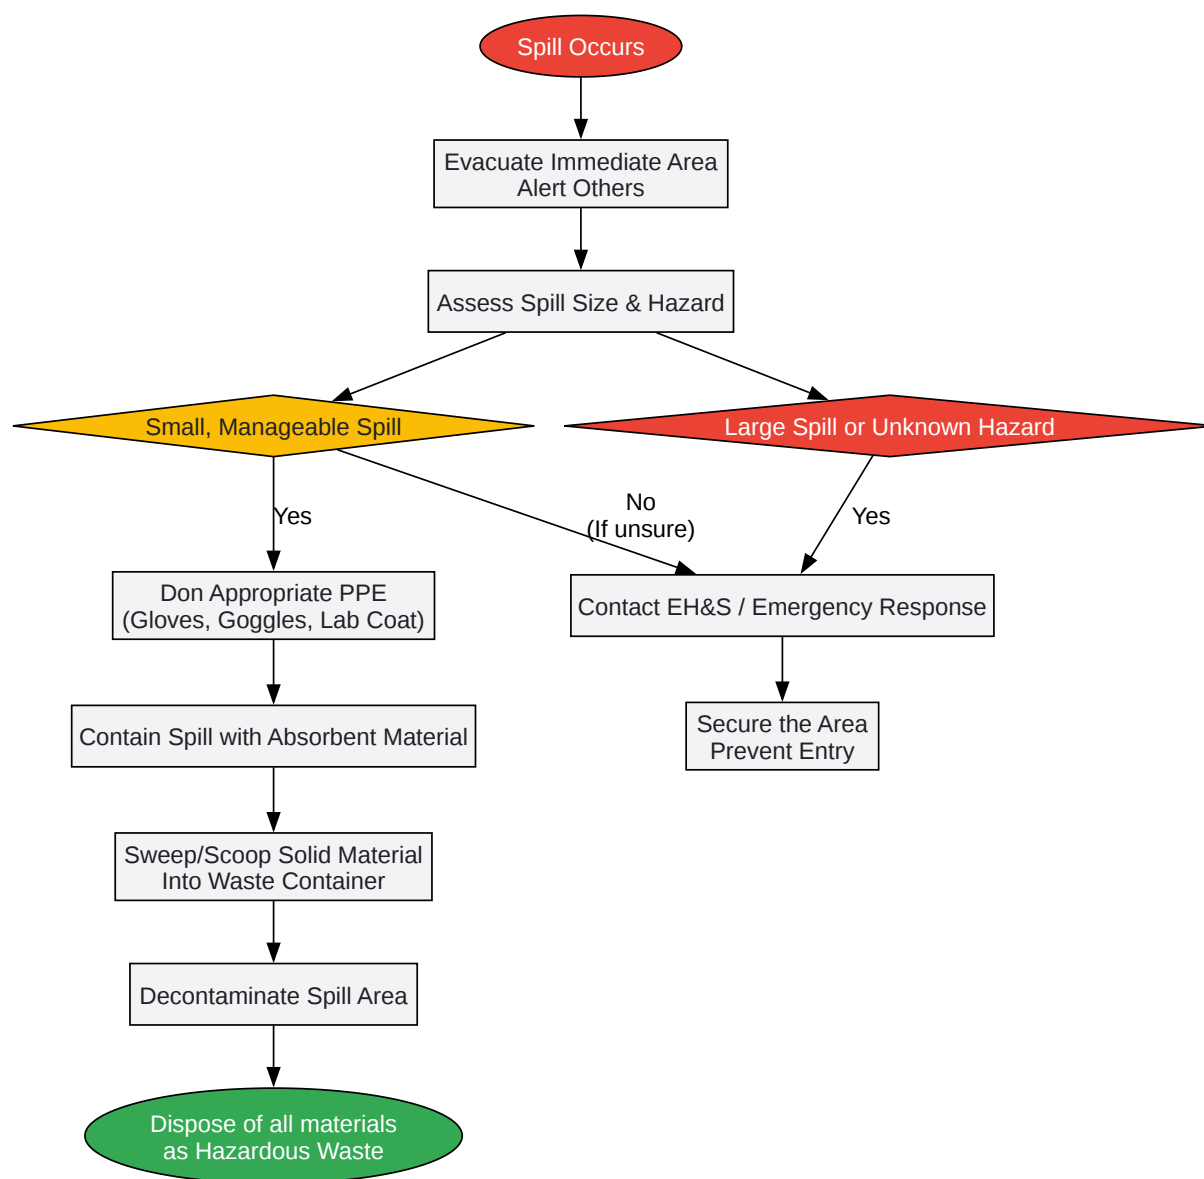 Spill Occurs
Evacuate Immediate Area
Alert Others
Assess Spill Size & Hazard
Small, Manageable Spill
Large Spill or Unknown Hazard
Yes
No
(If unsure)
Yes
Don Appropriate PPE
(Gloves, Goggles, Lab Coat)
Contact EH&S / Emergency Response
Contain Spill with Absorbent Material
Secure the Area
Prevent Entry
Sweep/Scoop Solid Material
Into Waste Container
Decontaminate Spill Area
Dispose of all materials
as Hazardous Waste